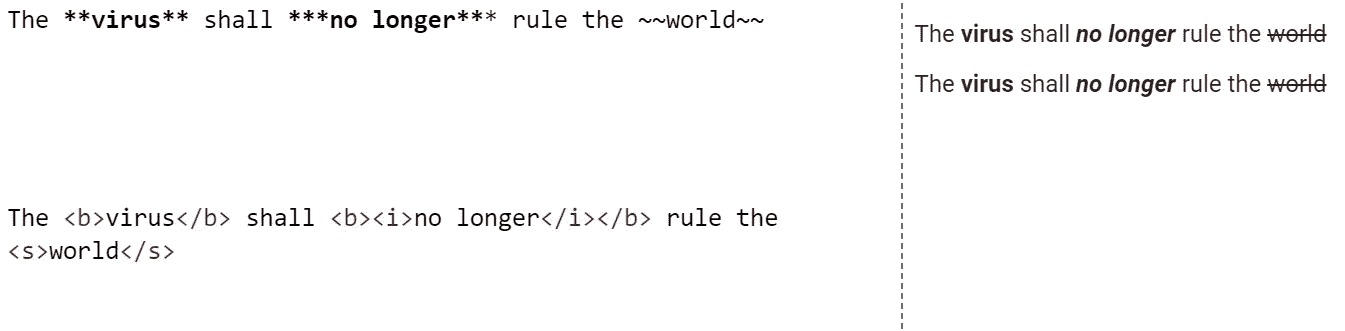 The **virus** shall ***no longer*** rule the ~~world~~
The <b>virus</b> shall <b><i>no longer</i></b> rule the
<s>world</s>
The virus shall no longer rule the world
The virus shall no longer rule the world